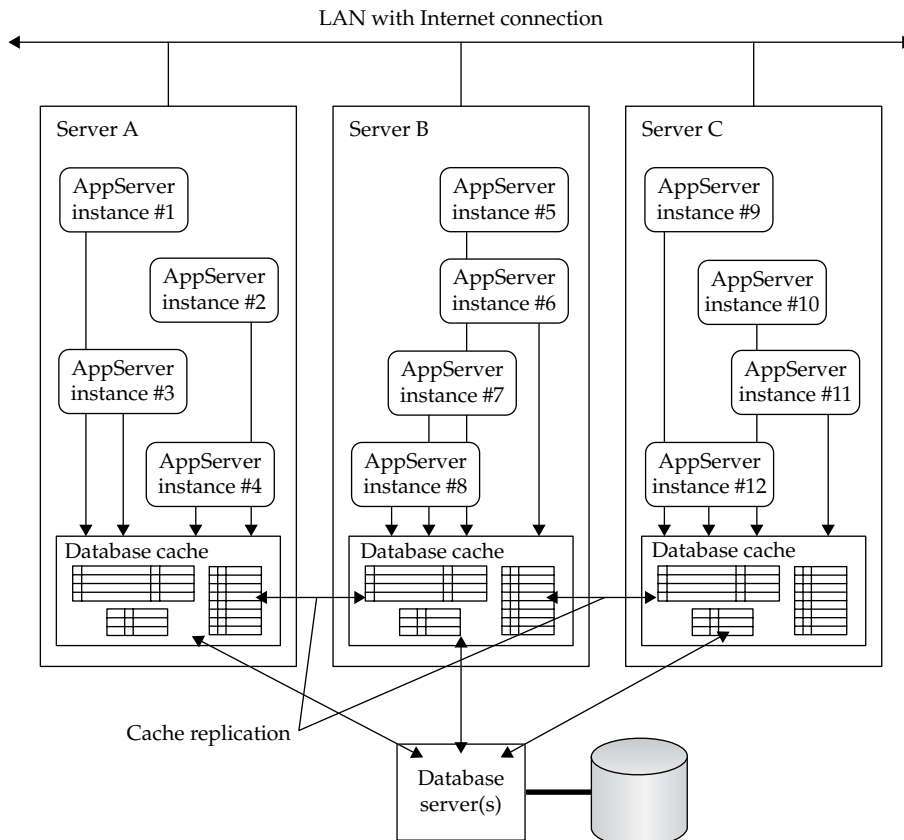 LAN with Internet connection
Server A
AppServer
instance #1
AppServer
instance #2
AppServer
instance #3
AppServer
instance #4
Database cache
Server B
AppServer
instance #5
AppServer
instance #6
AppServer
instance #7
AppServer
instance #8
Database cache
Server C
AppServer
instance #9
AppServer
instance #10
AppServer
instance #11
AppServer
instance #12
Database cache
Cache replication
Database
server(s)